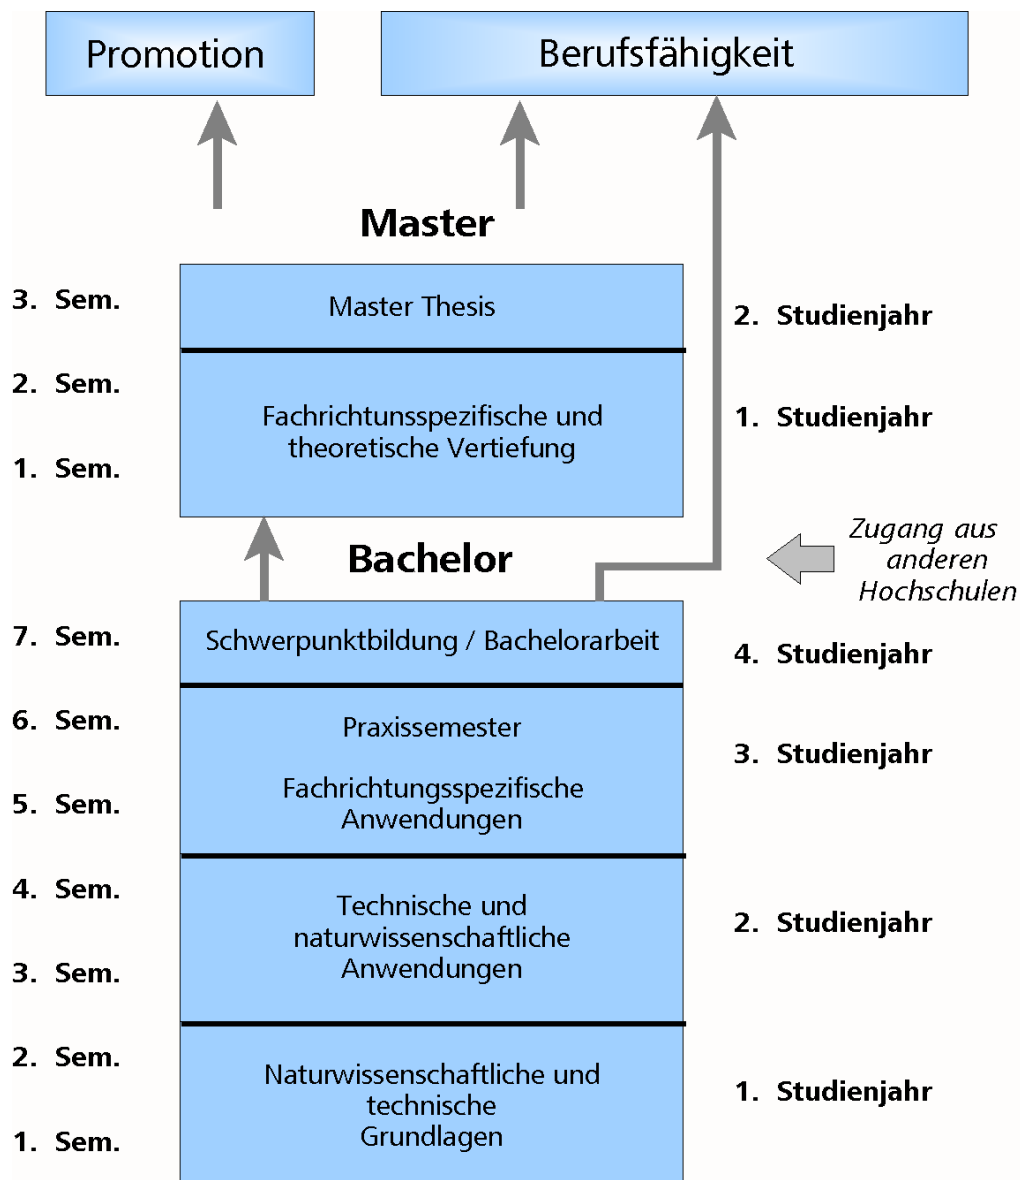 Promotion
Berufsfähigkeit
Master
3. Sem.
Master Thesis
2. Studienjahr
2. Sem.
Fachrichtunsspezifische und
theoretische Vertiefung
1. Studienjahr
1. Sem.
Zugang aus
anderen
Hochschulen
Bachelor
7. Sem.
Schwerpunktbildung / Bachelorarbeit
4. Studienjahr
6. Sem.
Praxissemester
3. Studienjahr
Fachrichtungsspezifische
Anwendungen
5. Sem.
4. Sem.
Technische und
naturwissenschaftliche
Anwendungen
2. Studienjahr
3. Sem.
2. Sem.
Naturwissenschaftliche und
technische
Grundlagen
1. Studienjahr
1. Sem.